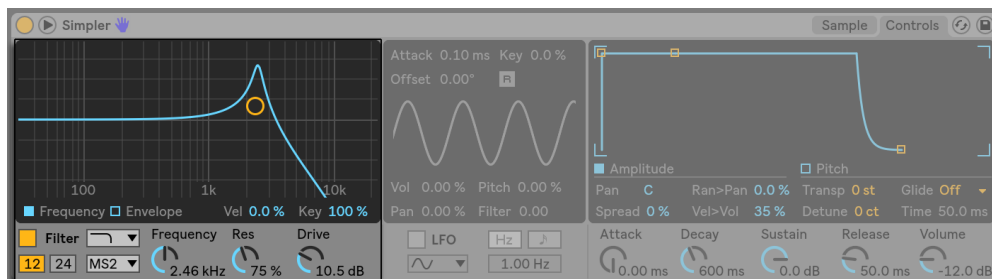 Simpler Sample Controls
100 1k 10k
Frequency Envelope Vel 0.0 % Key 100 %
Filter Frequency Res Drive
12 24 MS2 2.46 kHz 75 % 10.5 dB
Attack 0.10 ms Key 0.0 %
Offset 0.00° R
Vol 0.00 % Pitch 0.00 %
Pan 0.00 % Filter 0.00
LFO Hz
1.00 Hz
Amplitude Pitch
Pan C Ran>Pan 0.0 % Transp 0 st Glide Off
Spread 0 % Vel>Vol 35 % Detune 0 ct Time 50.0 ms
Attack Decay Sustain Release Volume
0.00 ms 600 ms 0.0 dB 50.0 ms -12.0 dB